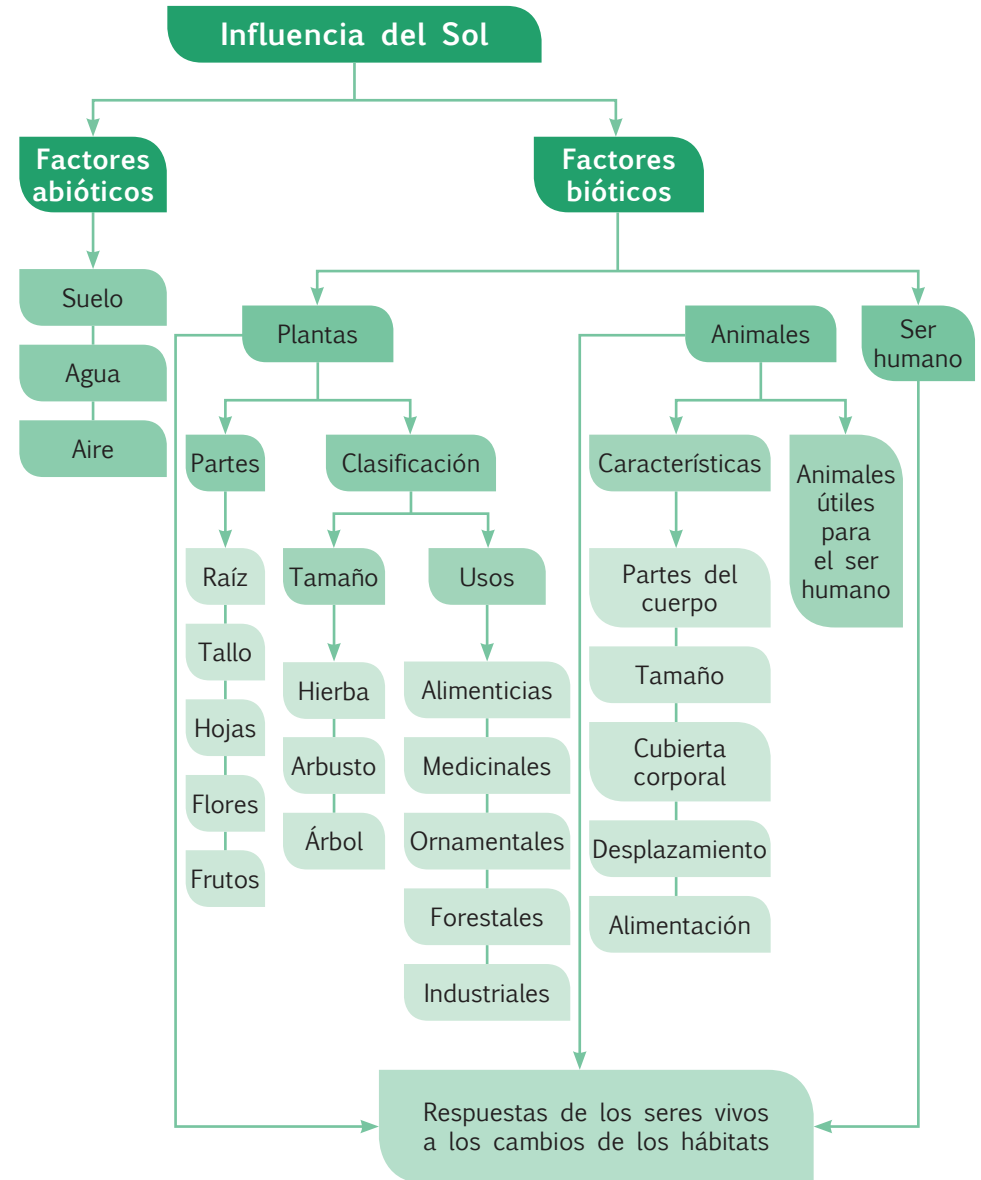 Influencia del Sol
Factores
abióticos
Factores
bióticos
Suelo
Agua
Aire
Plantas
Animales
Ser
humano
Partes
Clasificación
Características
Animales
útiles
para
el ser
humano
Raíz
Tallo
Hojas
Flores
Frutos
Tamaño
Hierba
Arbusto
Árbol
Usos
Alimenticias
Medicinales
Ornamentales
Forestales
Industriales
Partes del
cuerpo
Tamaño
Cubierta
corporal
Desplazamiento
Alimentación
Respuestas de los seres vivos
a los cambios de los hábitats